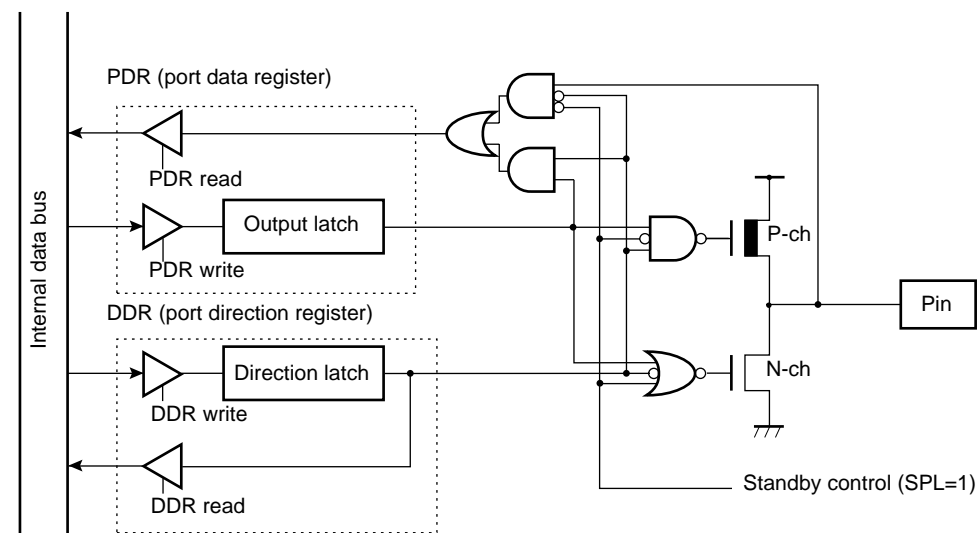 PDR (port data register)
PDR read
Output latch
PDR write
P-ch
Internal data bus
Pin
DDR (port direction register)
Direction latch
N-ch
DDR write
Standby control (SPL=1)
DDR read